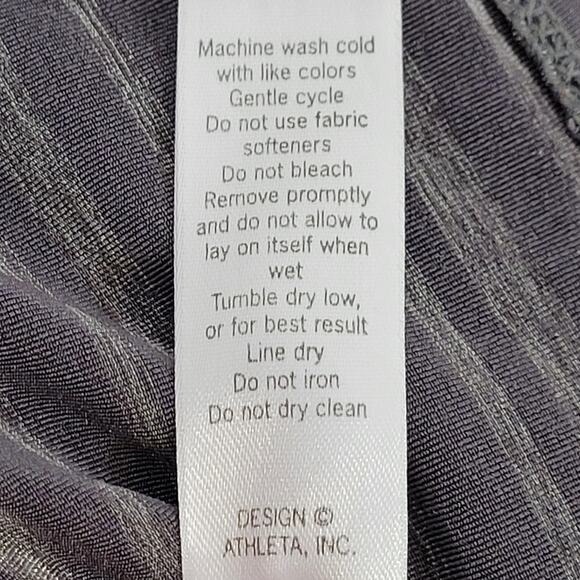 Machine wash cold
with like colors
Gentle cycle
Do not use fabric
softeners
Do not bleach
Remove promptly
and do not allow to
lay on itself when
wet
Tumble dry low,
or for best result
Line dry
Do not iron
Do not dry clean
DESIGN ©
ATHLETA, INC.